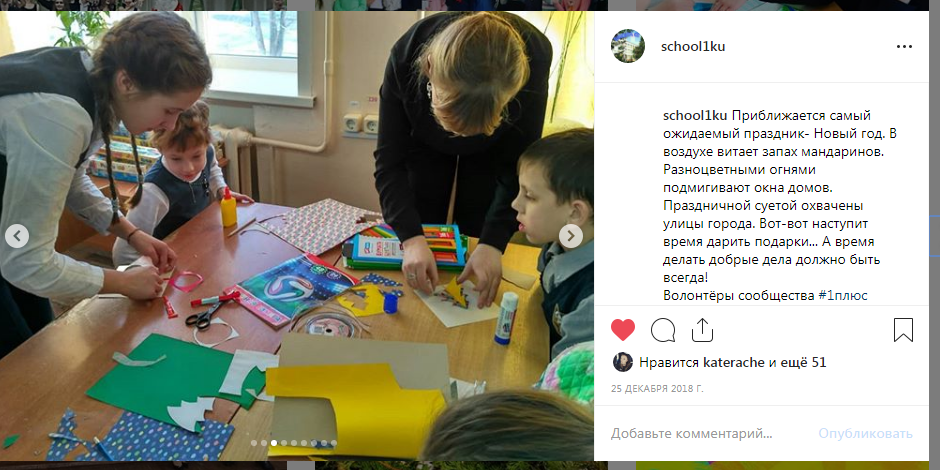 school1ku
school1ku Приближается самый
ожидаемый праздник- Новый год. В
воздухе витает запах мандаринов.
Разноцветными огнями
подмигивают окна домов.
Праздничной суетой охвачены
улицы города. Вот-вот наступит
время дарить подарки... А время
делать добрые дела должно быть
всегда!
Волонтёры сообщества #1плюс
Нравится katerache и ещё 51
25 ДЕКАБРЯ 2018 Г.
Добавьте комментарий...
Опубликовать